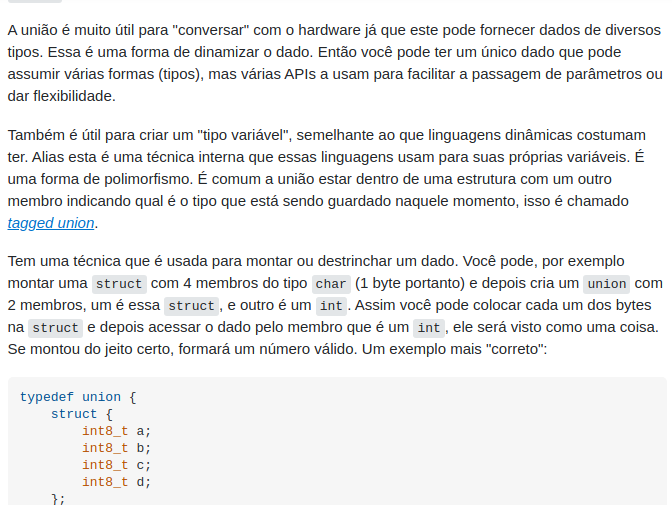 A união é muito útil para "conversar" com o hardware já que este pode fornecer dados de diversos
tipos. Essa é uma forma de dinamizar o dado. Então você pode ter um único dado que pode
assumir várias formas (tipos), mas várias APIs a usam para facilitar a passagem de parâmetros ou
dar flexibilidade.
Também é útil para criar um "tipo variável", semelhante ao que linguagens dinâmicas costumam
ter. Alias esta é uma técnica interna que essas linguagens usam para suas próprias variáveis. É
uma forma de polimorfismo. É comum a união estar dentro de uma estrutura com um outro
membro indicando qual é o tipo que está sendo guardado naquele momento, isso é chamado
tagged union.
Tem uma técnica que é usada para montar ou destrinchar um dado. Você pode, por exemplo
montar uma struct com 4 membros do tipo char (1 byte portanto) e depois cria um union com
2 membros, um é essa struct, e outro é um int. Assim você pode colocar cada um dos bytes
na struct e depois acessar o dado pelo membro que é um int, ele será visto como uma coisa.
Se montou do jeito certo, formará um número válido. Um exemplo mais "correto":
typedef union {
    struct {
        int8_t a;
        int8_t b;
        int8_t c;
        int8_t d;
    };